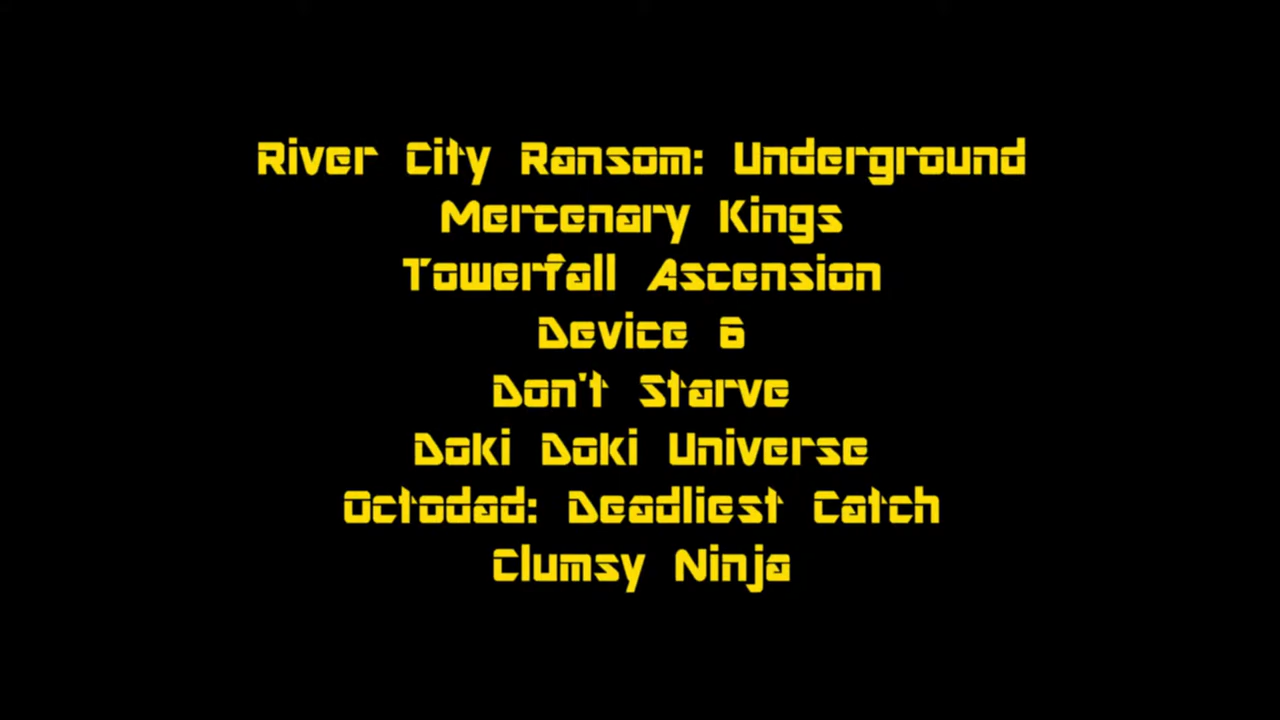 River City Ransom: Underground
Mercenary Kings
Towerfall Ascension
Device 6
Don't Starve
Doki Doki Universe
Octodad: Deadliest Catch
Clumsy Ninja